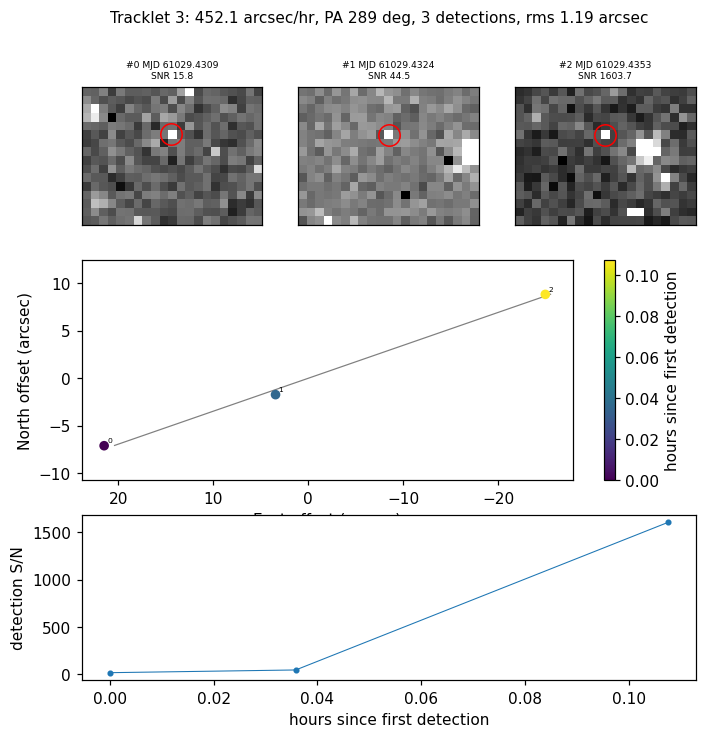 Tracklet 3: 452.1 arcsec/hr, PA 289 deg, 3 detections, rms 1.19 arcsec
#0 MJD 61029.4309
SNR 15.8
#1 MJD 61029.4324
SNR 44.5
#2 MJD 61029.4353
SNR 1603.7
North offset (arcsec)
10
5
0
−5
−10
20
10
0
−10
−20
0
1
2
0.10
0.08
0.06
0.04
0.02
0.00
hours since first detection
detection S/N
1500
1000
500
0
0.00
0.02
0.04
0.06
0.08
0.10
hours since first detection